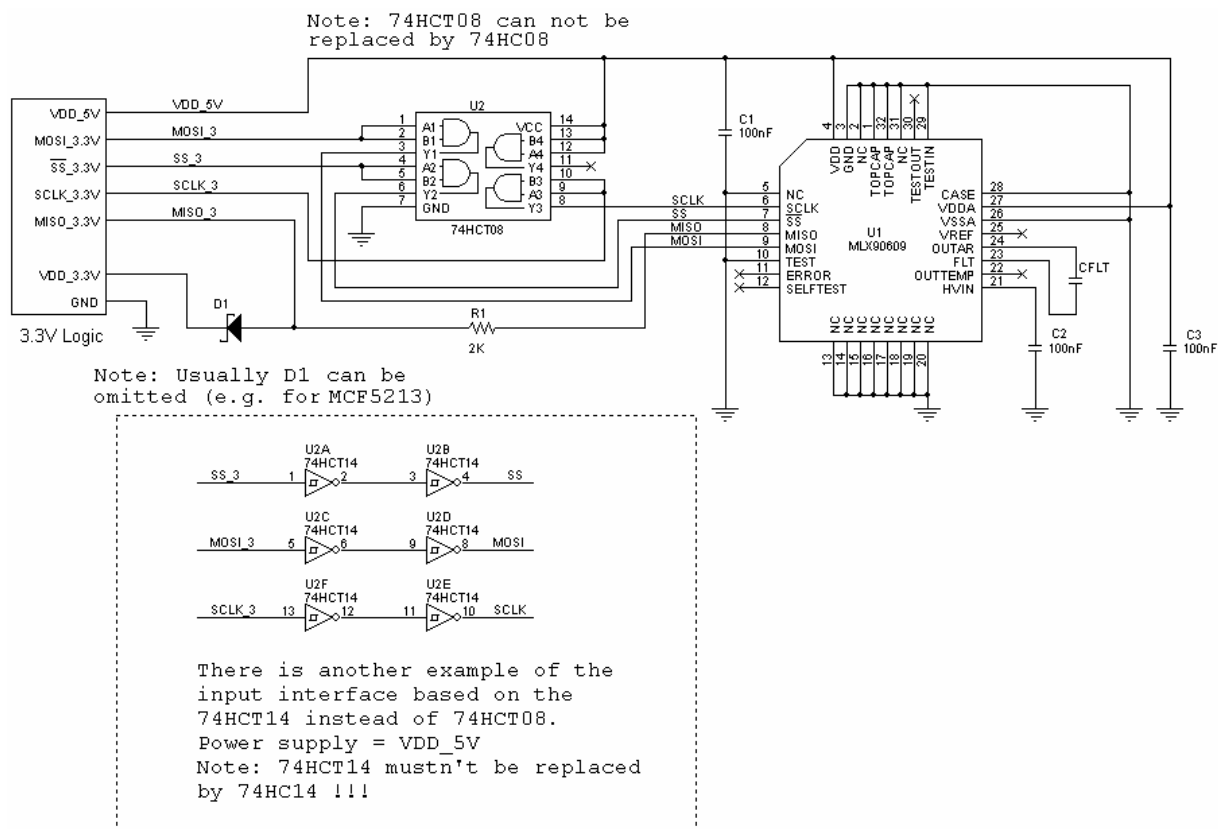 Note: 74HCT08 can not be
replaced by 74HC08
VDD_5V
MOSI_3.3V
SS_3.3V
SCLK_3.3V
MISO_3.3V
VDD_3.3V
GND
3.3V Logic
VDD_5V
MOSI_3
SS_3
SCLK_3
MISO_3
U2
1 A1
2 B1
3 Y1
4 A2
5 B2
6 Y2
7 GND
VCC 14
B4 13
A4 12
Y4 11
B3 10
A3 9
Y3 8
74HCT08
D1
R1
2K
SCLK
SS
MISO
MOSI
C1
100nF
4 3 2 1 32 31 30 29
VDD GND NC TOPCAP TOPCAP NC TESTOUT TESTIN
5 NC
6 SCLK
7 SS
8 MISO
9 MOSI
10 TEST
11 ERROR
12 SELFTEST
U1
MLX90609
CASE 28
VDDA 27
VSSA 26
VREF 25
OUTAR 24
FLT 23
OUTTEMP 22
HVIN 21
NC NC NC NC NC NC NC NC
13 14 15 16 17 18 19 20
CFLT
C2
100nF
C3
100nF
Note: Usually D1 can be
omitted (e.g. for MCF5213)
U2A
74HCT14
U2B
74HCT14
SS_3 1 2 3 4 SS
U2C
74HCT14
U2D
74HCT14
MOSI_3 5 6 9 8 MOSI
U2F
74HCT14
U2E
74HCT14
SCLK_3 13 12 11 10 SCLK
There is another example of the
input interface based on the
74HCT14 instead of 74HCT08.
Power supply = VDD_5V
Note: 74HCT14 mustn't be replaced
by 74HC14 !!!